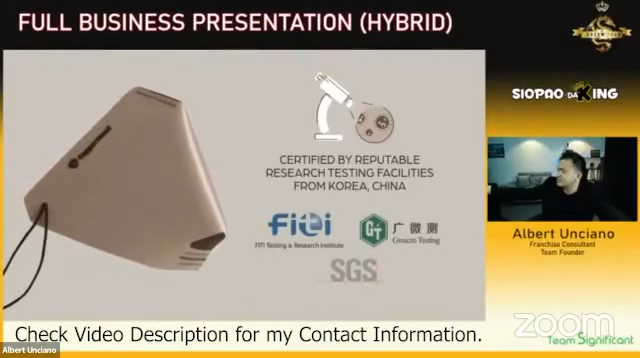 FULL BUSINESS PRESENTATION (HYBRID)
SIOPAO DA KING
CERTIFIED BY REPUTABLE
RESEARCH TESTING FACILITIES
FROM KOREA, CHINA
FiTi
FITI Testing & Research Institute
GT
广微测
Gmicro Testing
SGS
Albert Unciano
Franchise Consultant
Team Founder
zoom
Team Significant
Check Video Description for my Contact Information.
Albert Unciano